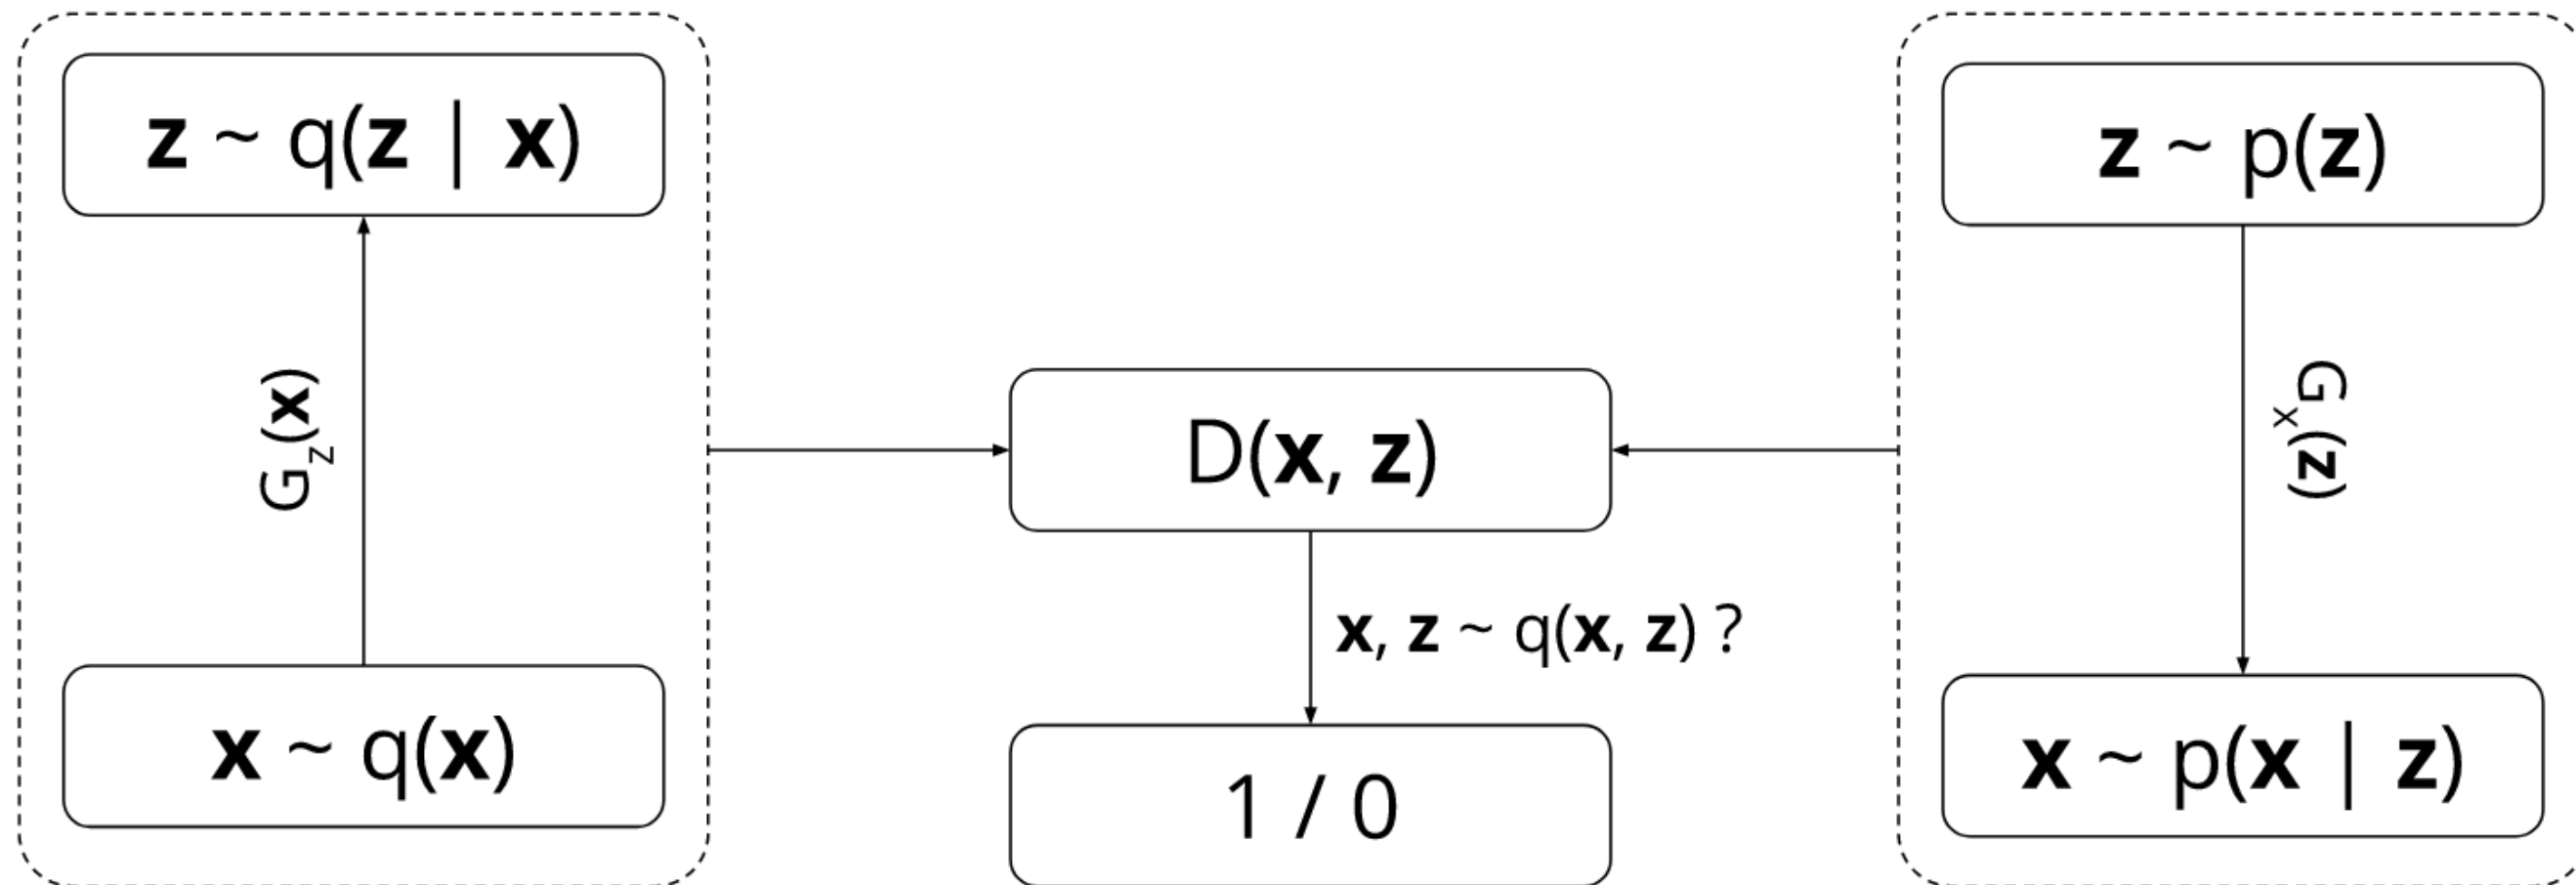 z ~ q(z | x)
G_z(x)
x ~ q(x)
D(x, z)
x, z ~ q(x, z) ?
1 / 0
z ~ p(z)
G_x(z)
x ~ p(x | z)